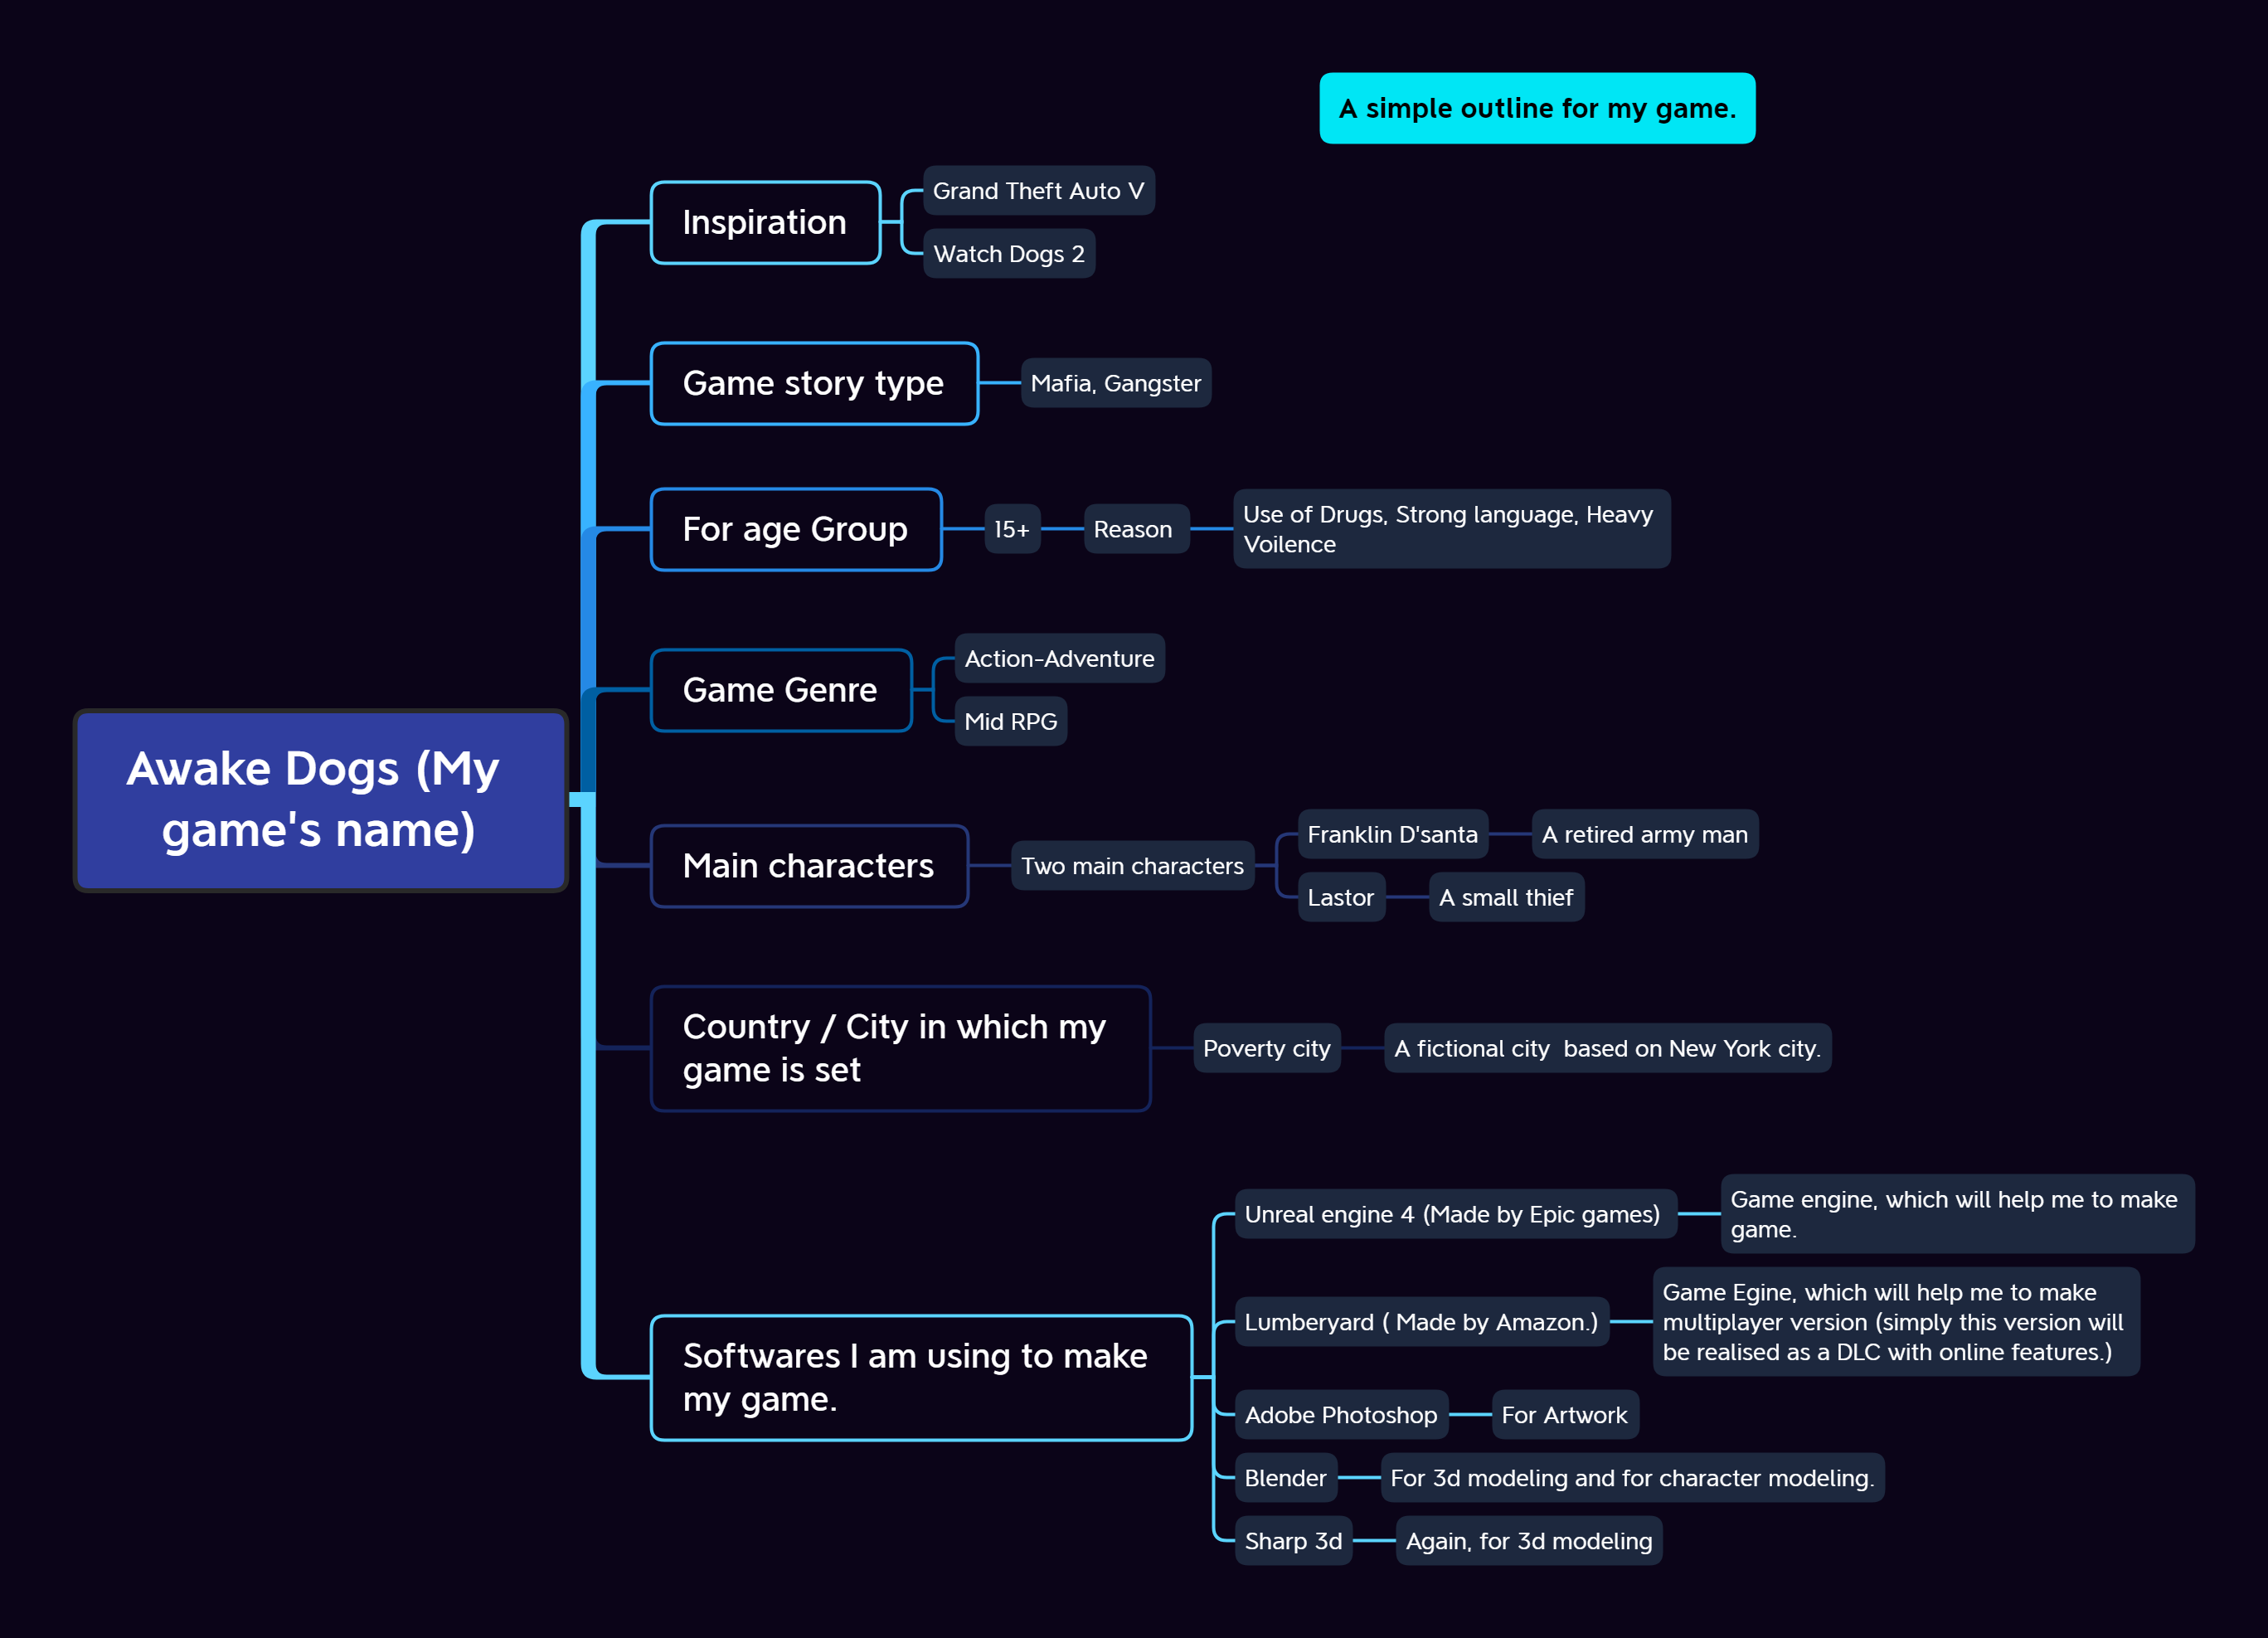 A simple outline for my game.
Inspiration
Grand Theft Auto V
Watch Dogs 2
Game story type
Mafia, Gangster
For age Group
15+
Reason
Use of Drugs, Strong language, Heavy
Voilence
Game Genre
Action-Adventure
Mid RPG
Awake Dogs (My
game's name)
Main characters
Two main characters
Franklin D'santa
A retired army man
Lastor
A small thief
Country / City in which my
game is set
Poverty city
A fictional city  based on New York city.
Softwares I am using to make
my game.
Unreal engine 4 (Made by Epic games)
Game engine, which will help me to make
game.
Lumberyard ( Made by Amazon.)
Game Egine, which will help me to make
multiplayer version (simply this version will
be realised as a DLC with online features.)
Adobe Photoshop
For Artwork
Blender
For 3d modeling and for character modeling.
Sharp 3d
Again, for 3d modeling